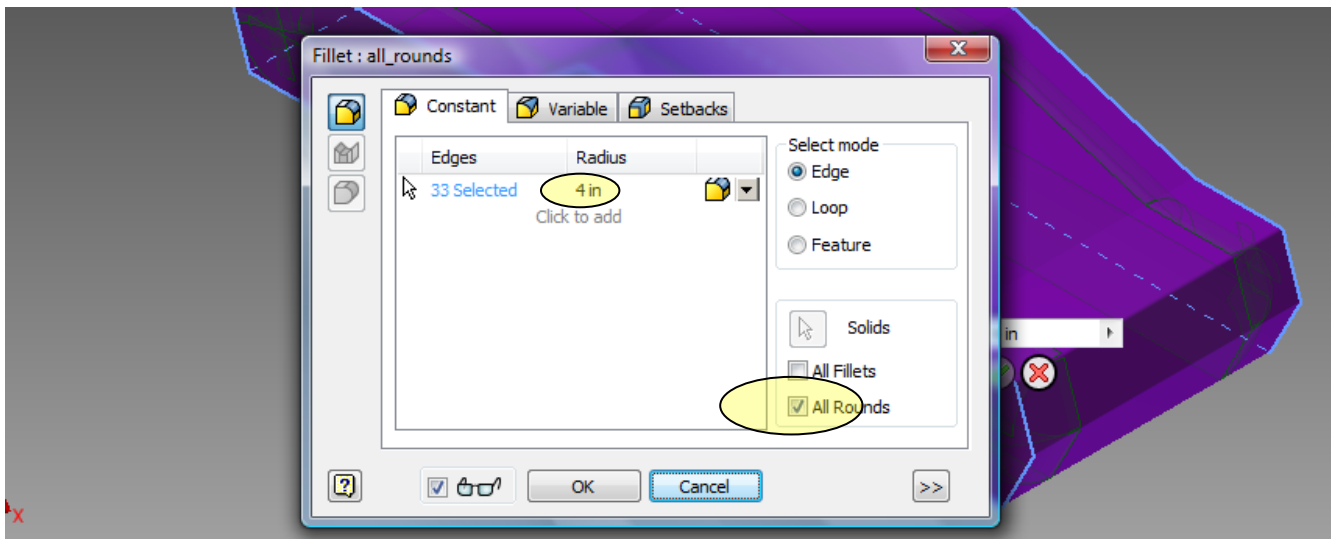 Fillet : all_rounds
Constant Variable Setbacks
Edges Radius
33 Selected 4 in
Click to add
Select mode
Edge
Loop
Feature
Solids
All Fillets
All Rounds
in
OK Cancel >>
X